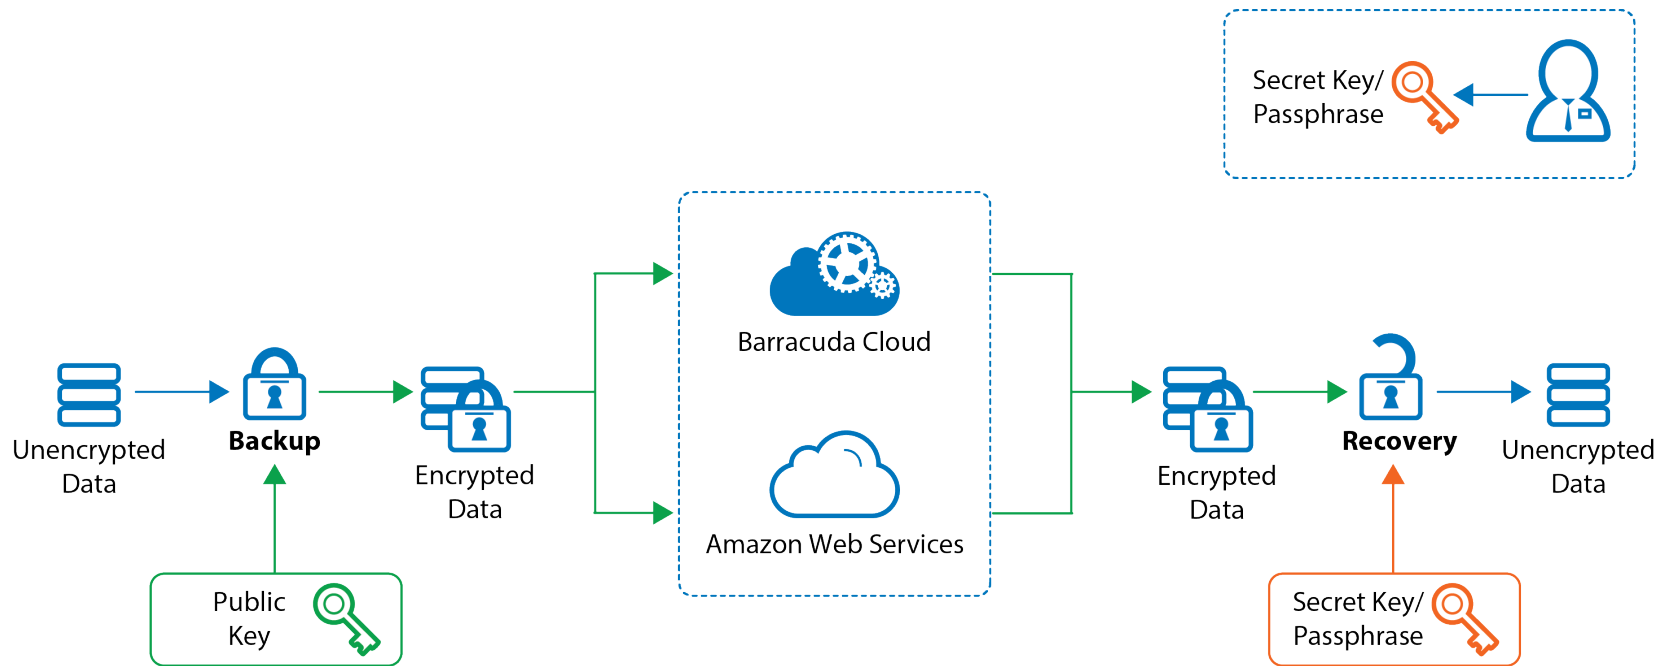 Secret Key/
Passphrase
Barracuda Cloud
Amazon Web Services
Unencrypted
Data
Backup
Encrypted
Data
Encrypted
Data
Recovery
Unencrypted
Data
Public
Key
Secret Key/
Passphrase